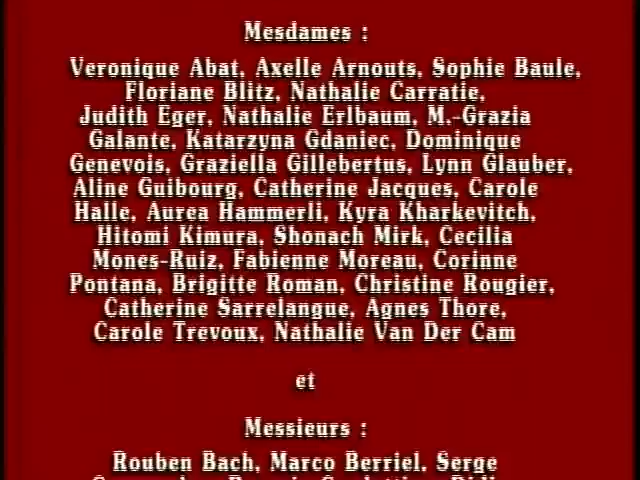 Mesdames :
Veronique Abat, Axelle Arnouts, Sophie Baule,
Floriane Blitz, Nathalie Carratie,
Judith Eger, Nathalie Erlbaum, M.-Grazia
Galante, Katarzyna Gdaniec, Dominique
Genevois, Graziella Gillebertus, Lynn Glauber,
Aline Guibourg, Catherine Jacques, Carole
Halle, Aurea Hammerli, Kyra Kharkevitch,
Hitomi Kimura, Shonach Mirk, Cecilia
Mones-Ruiz, Fabienne Moreau, Corinne
Pontana, Brigitte Roman, Christine Rougier,
Catherine Sarrelangue, Agnes Thore,
Carole Trevoux, Nathalie Van Der Cam
et
Messieurs :
Rouben Bach, Marco Berriel, Serge